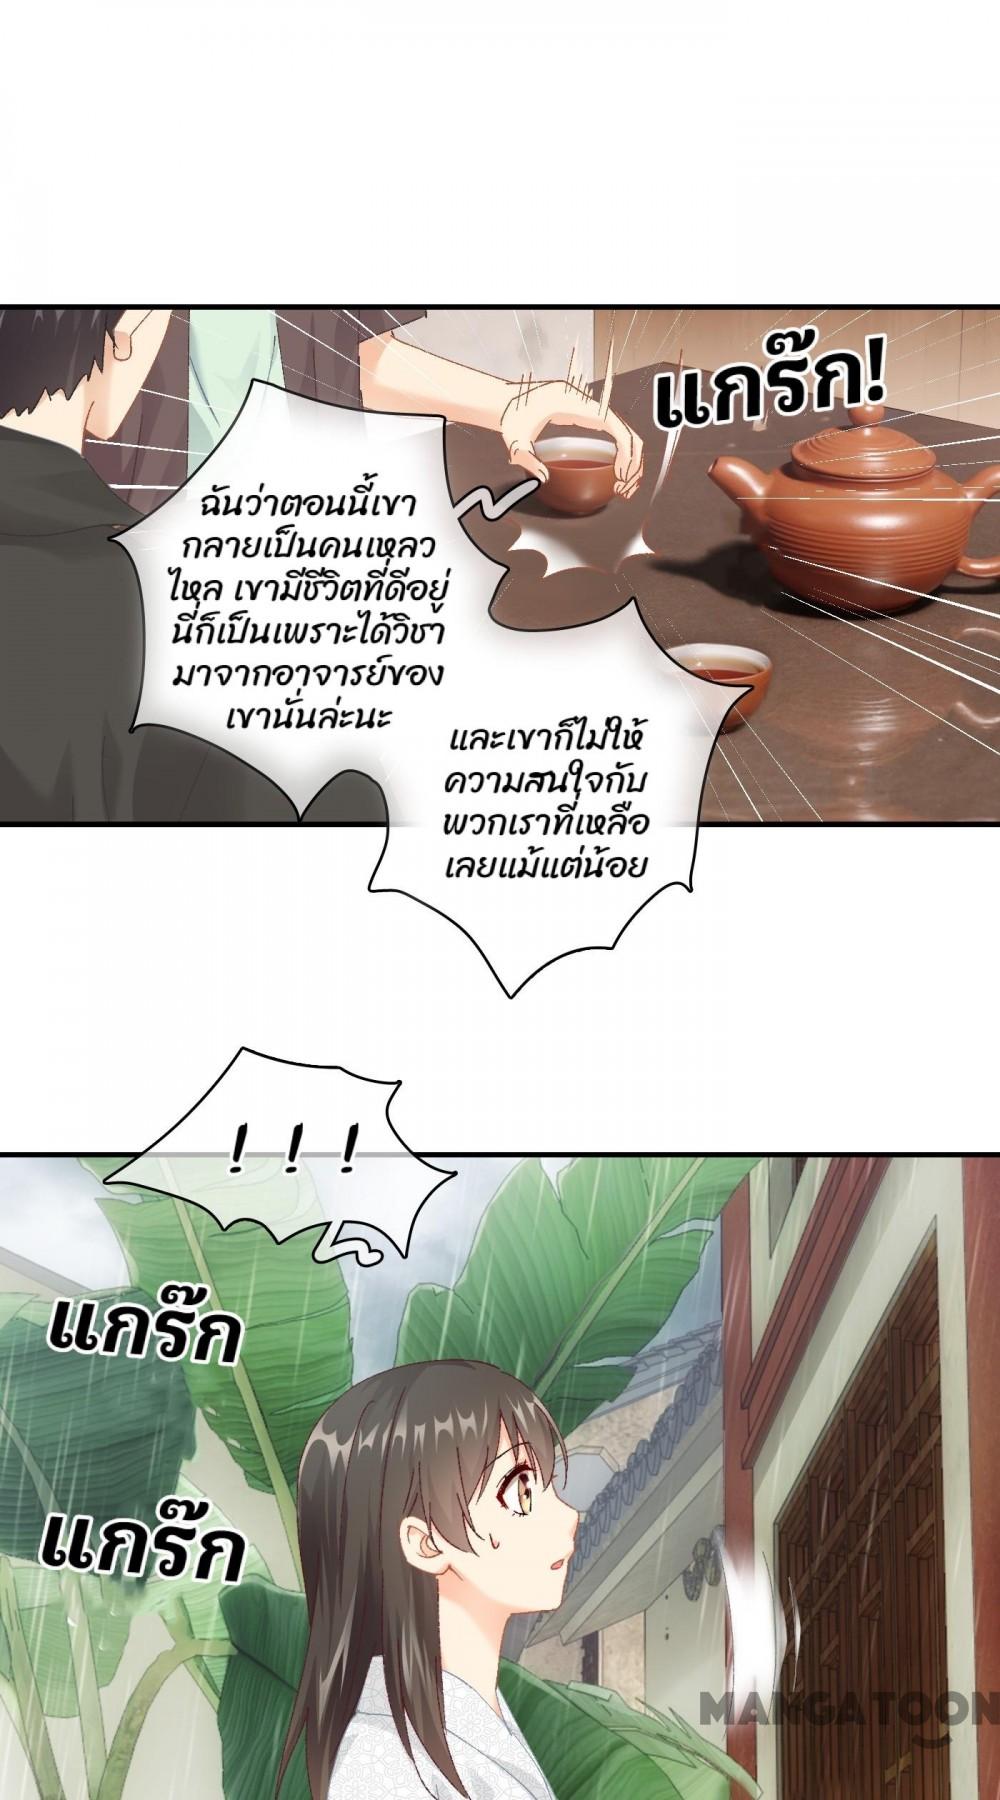 แกร๊ก!
ฉันว่าตอนนี้เขา
กลายเป็นคนเหลว
ไหล เขามีชีวิตที่ดีอยู่
นี่ก็เป็นเพราะได้วิชา
มาจากอาจารย์ของ
เขานั่นล่ะนะ
และเขาก็ไม่ให้
ความสนใจกับ
พวกเราที่เหลือ
เลยแม้แต่น้อย
! ! !
แกร๊ก
แกร๊ก
MANGATOON